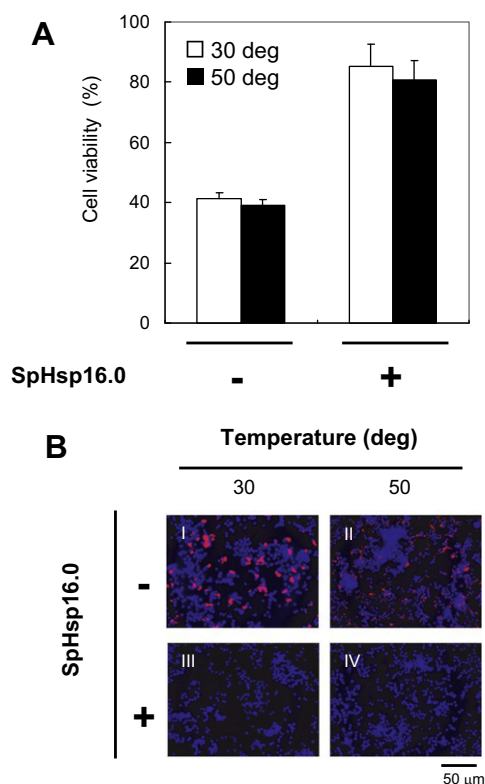 A
100
80
60
40
20
0
Cell viability (%)
30 deg
50 deg
SpHsp16.0
-
+
B
Temperature (deg)
30
50
SpHsp16.0
-
+
I
II
III
IV
50 µm